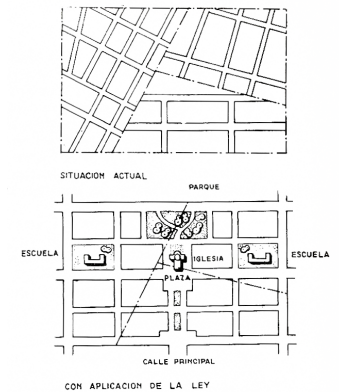 SITUACION ACTUAL
PARQUE
ESCUELA
IGLESIA
ESCUELA
PLAZA
CALLE PRINCIPAL
CON APLICACION DE LA LEY